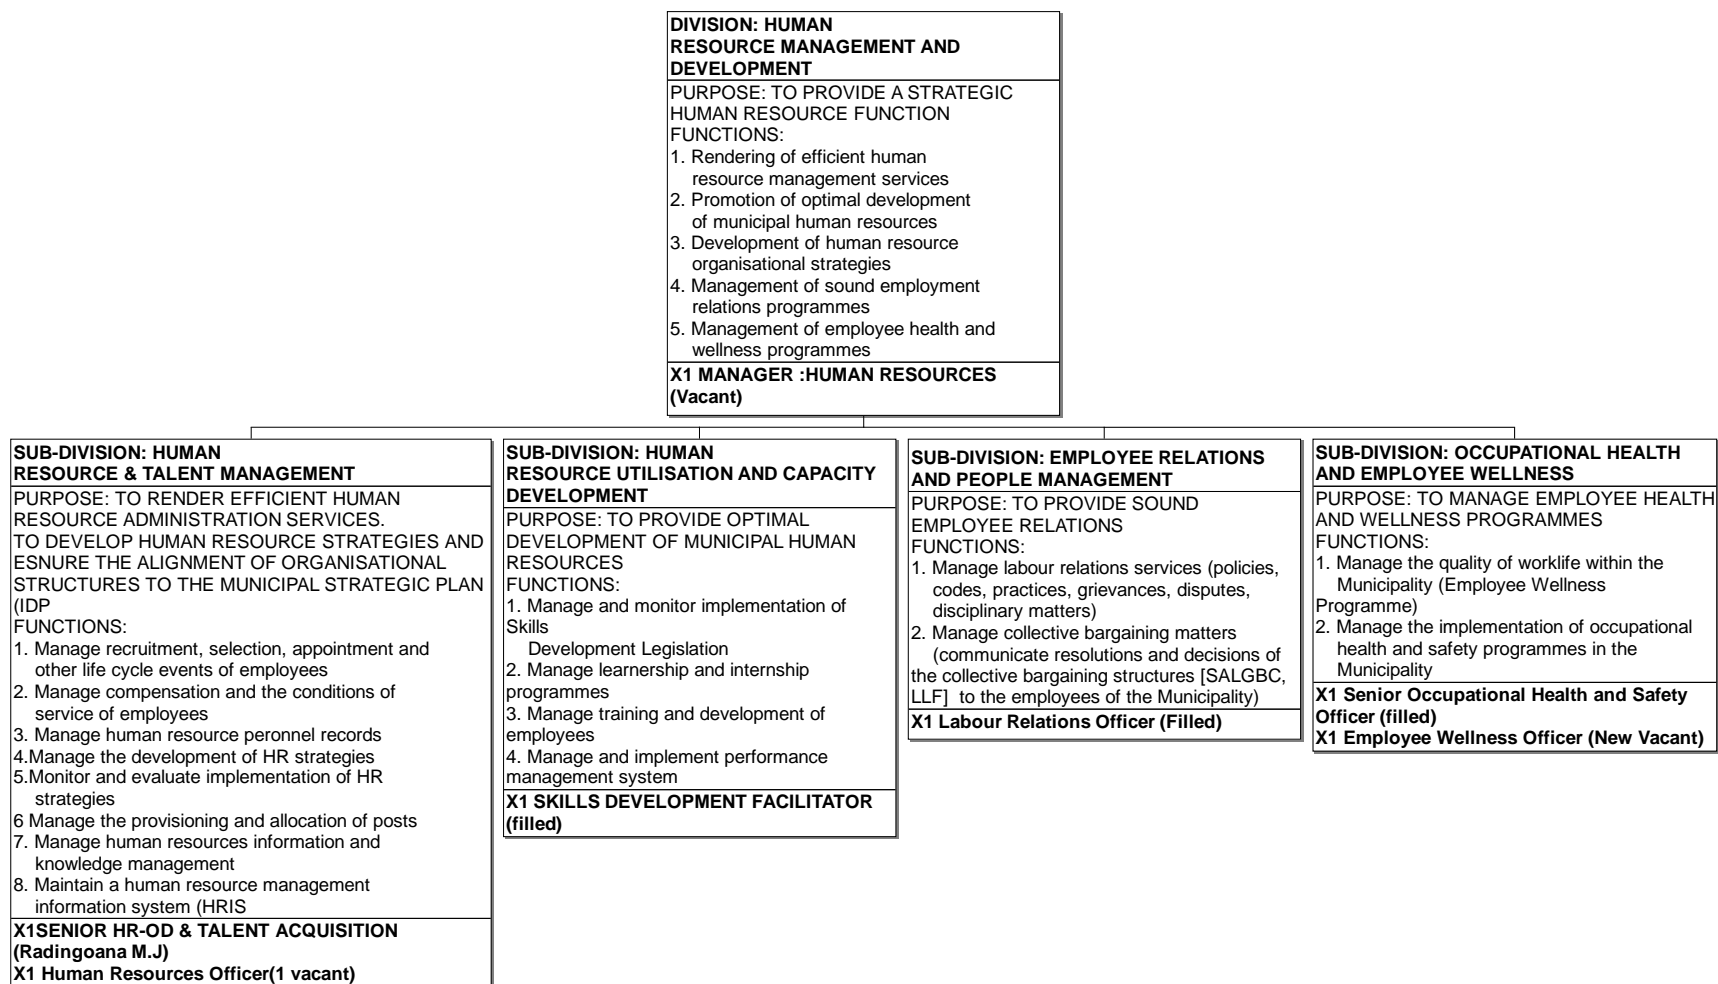 DIVISION: HUMAN
RESOURCE MANAGEMENT AND
DEVELOPMENT
PURPOSE: TO PROVIDE A STRATEGIC
HUMAN RESOURCE FUNCTION
FUNCTIONS:
1. Rendering of efficient human
resource management services
2. Promotion of optimal development
of municipal human resources
3. Development of human resource
organisational strategies
4. Management of sound employment
relations programmes
5. Management of employee health and
wellness programmes
X1 MANAGER :HUMAN RESOURCES
(Vacant)
SUB-DIVISION: HUMAN
RESOURCE & TALENT MANAGEMENT
PURPOSE: TO RENDER EFFICIENT HUMAN
RESOURCE ADMINISTRATION SERVICES.
TO DEVELOP HUMAN RESOURCE STRATEGIES AND
ESNURE THE ALIGNMENT OF ORGANISATIONAL
STRUCTURES TO THE MUNICIPAL STRATEGIC PLAN
(IDP
FUNCTIONS:
1. Manage recruitment, selection, appointment and
other life cycle events of employees
2. Manage compensation and the conditions of
service of employees
3. Manage human resource peronnel records
4.Manage the development of HR strategies
5.Monitor and evaluate implementation of HR
strategies
6 Manage the provisioning and allocation of posts
7. Manage human resources information and
knowledge management
8. Maintain a human resource management
information system (HRIS
X1SENIOR HR-OD & TALENT ACQUISITION
(Radingoana M.J)
X1 Human Resources Officer(1 vacant)
SUB-DIVISION: HUMAN
RESOURCE UTILISATION AND CAPACITY
DEVELOPMENT
PURPOSE: TO PROVIDE OPTIMAL
DEVELOPMENT OF MUNICIPAL HUMAN
RESOURCES
FUNCTIONS:
1. Manage and monitor implementation of
Skills
Development Legislation
2. Manage learnership and internship
programmes
3. Manage training and development of
employees
4. Manage and implement performance
management system
X1 SKILLS DEVELOPMENT FACILITATOR
(filled)
SUB-DIVISION: EMPLOYEE RELATIONS
AND PEOPLE MANAGEMENT
PURPOSE: TO PROVIDE SOUND
EMPLOYEE RELATIONS
FUNCTIONS:
1. Manage labour relations services (policies,
codes, practices, grievances, disputes,
disciplinary matters)
2. Manage collective bargaining matters
(communicate resolutions and decisions of
the collective bargaining structures [SALGBC,
LLF] to the employees of the Municipality)
X1 Labour Relations Officer (Filled)
SUB-DIVISION: OCCUPATIONAL HEALTH
AND EMPLOYEE WELLNESS
PURPOSE: TO MANAGE EMPLOYEE HEALTH
AND WELLNESS PROGRAMMES
FUNCTIONS:
1. Manage the quality of worklife within the
Municipality (Employee Wellness
Programme)
2. Manage the implementation of occupational
health and safety programmes in the
Municipality
X1 Senior Occupational Health and Safety
Officer (filled)
X1 Employee Wellness Officer (New Vacant)